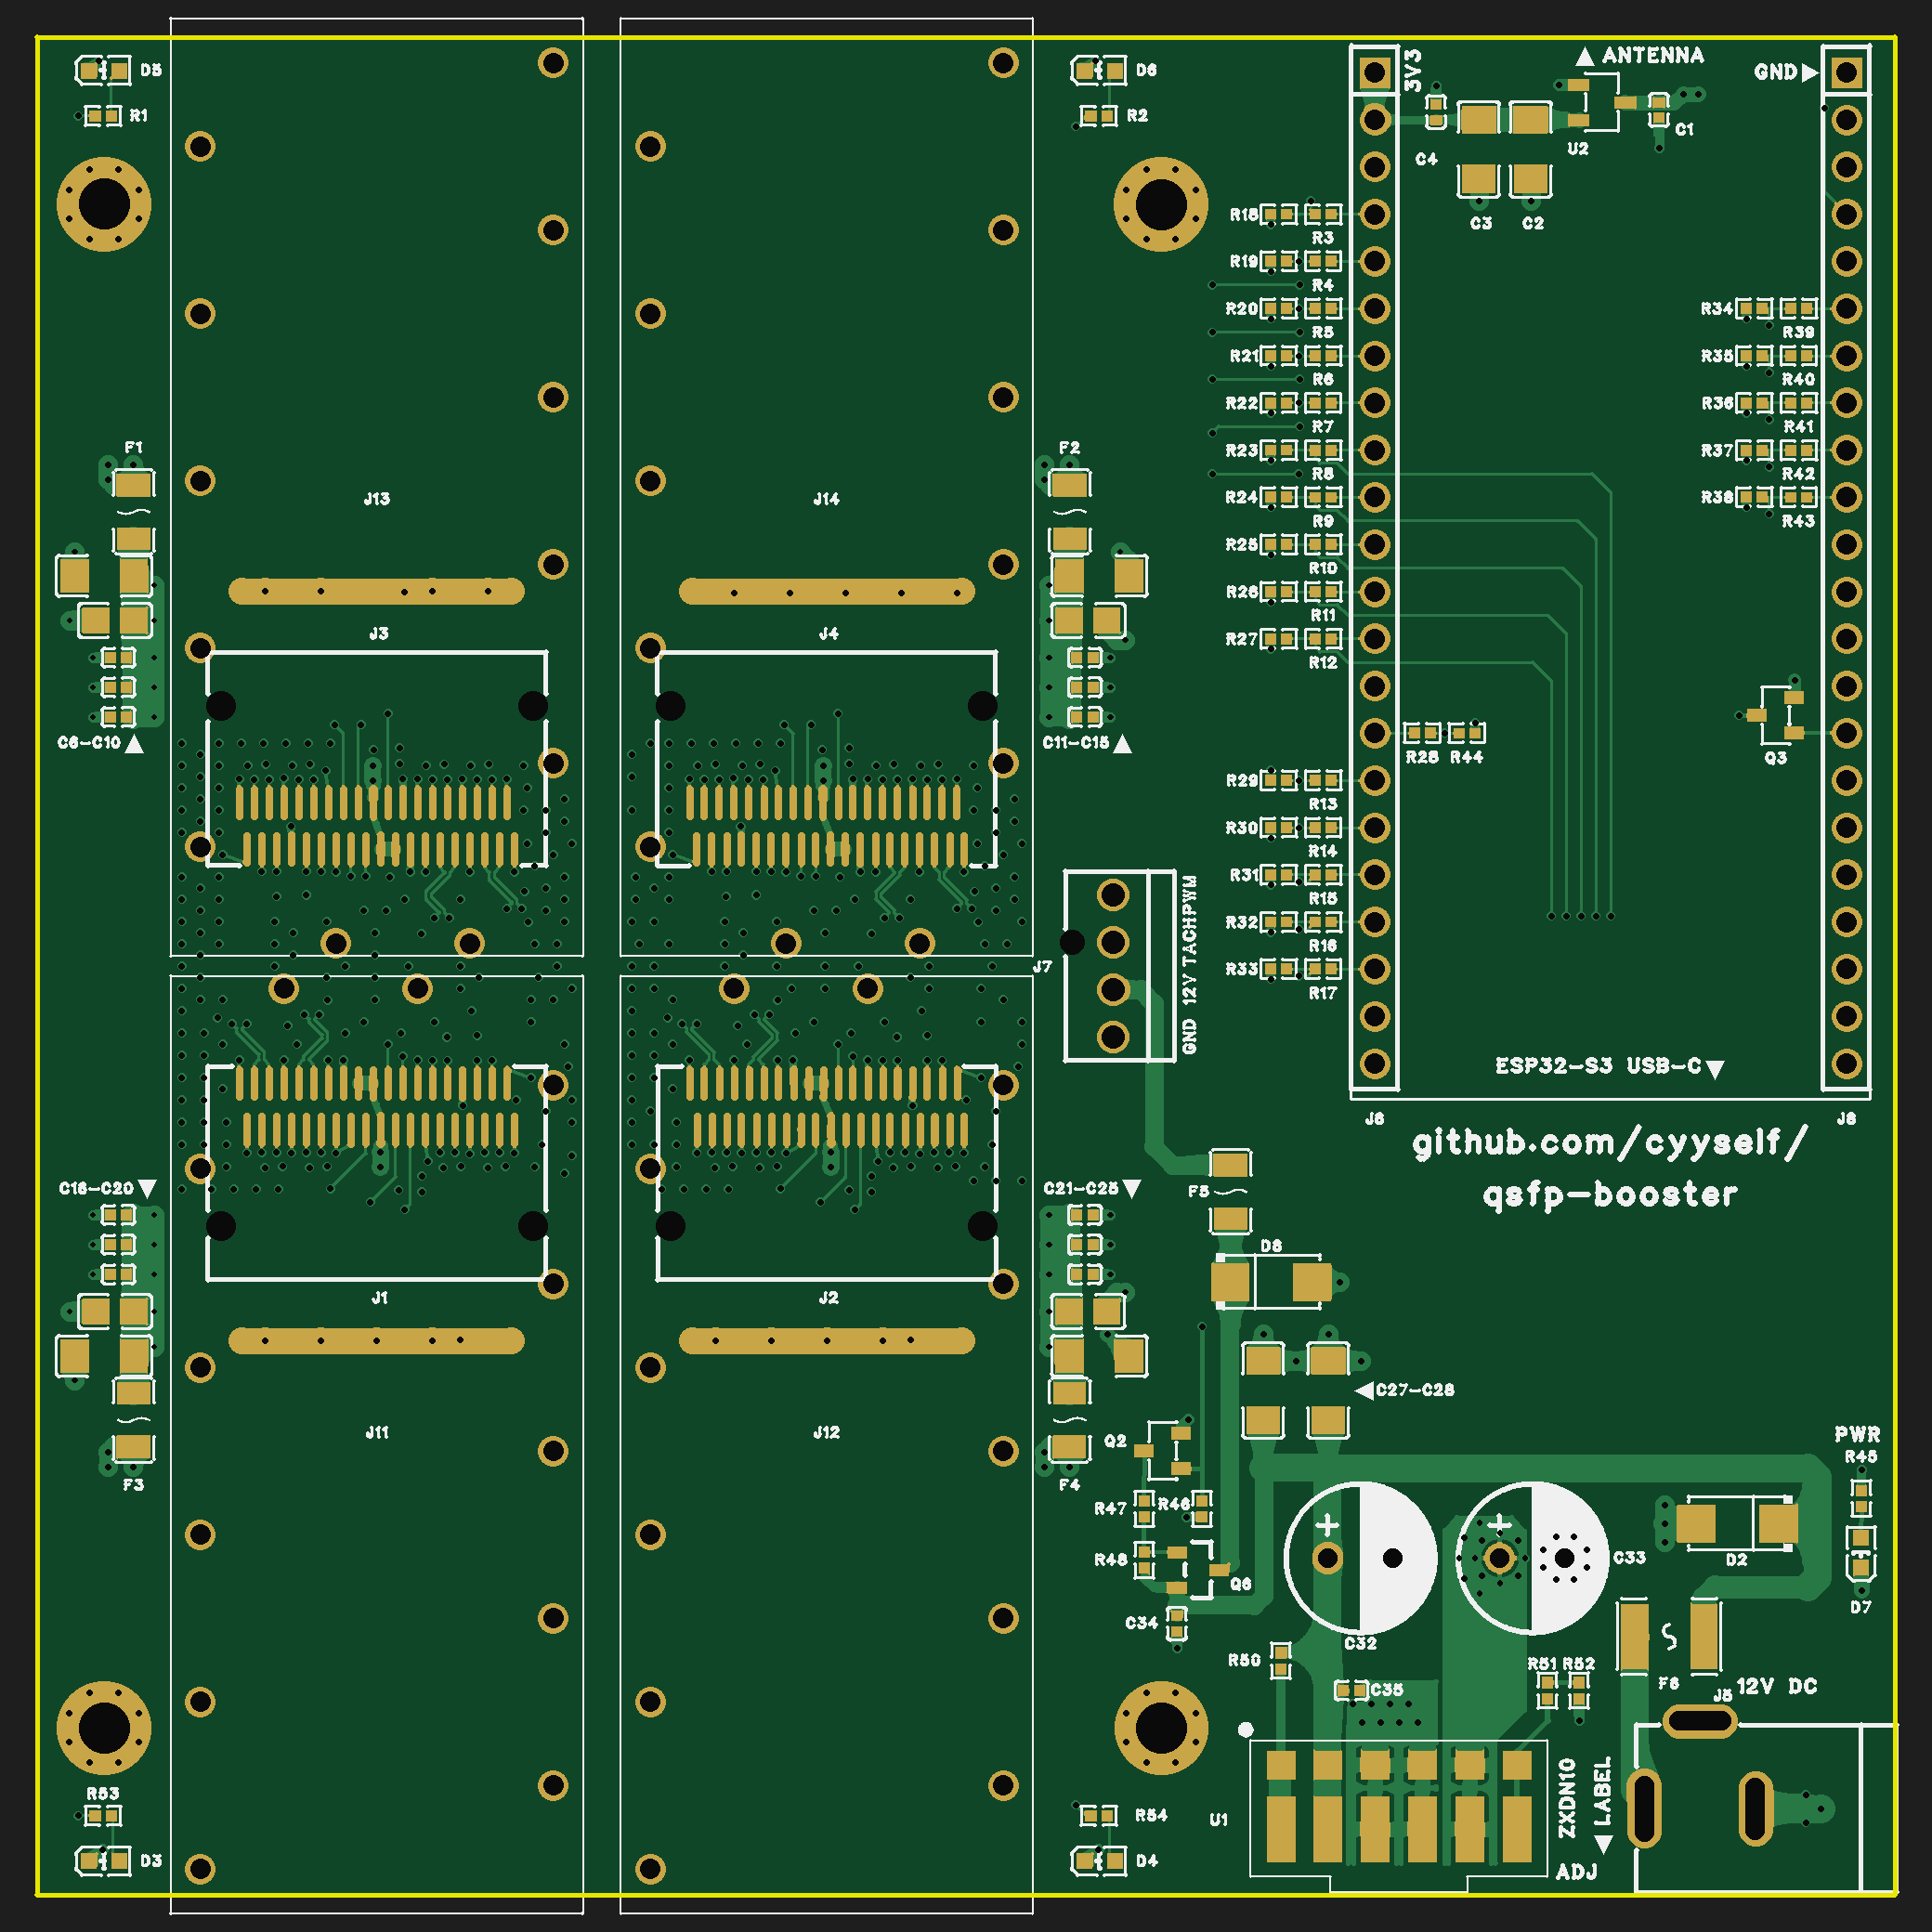 D5
D6
3V3
ANTENNA
GND
R1
R2
C4
U2
C1
R18
R3
C3
C2
R19
R4
R20
R5
R34
R39
R21
R6
R35
R40
R22
R7
R36
R41
F1
F2
R23
R8
R37
R42
J13
J14
R24
R9
R38
R43
R25
R10
R26
R11
J3
J4
R27
R12
C6-C10
C11-C15
R28
R44
Q3
R29
R13
R30
R14
R31
R15
R32
R16
J7
GND 12V TACHPWM
R33
R17
ESP32-S3 USB-C
J6
J8
github.com/cyyself/
qsfp-booster
C16-C20
C21-C25
F5
D8
J1
J2
C27-C28
J11
J12
Q2
PWR
R45
F3
F4
R47
R46
R48
Q6
C33
D2
D7
C34
C32
R50
R51
R52
C35
F6
J5
12V DC
R53
R54
U1
ZXDN10
LABEL
D3
D4
ADJ